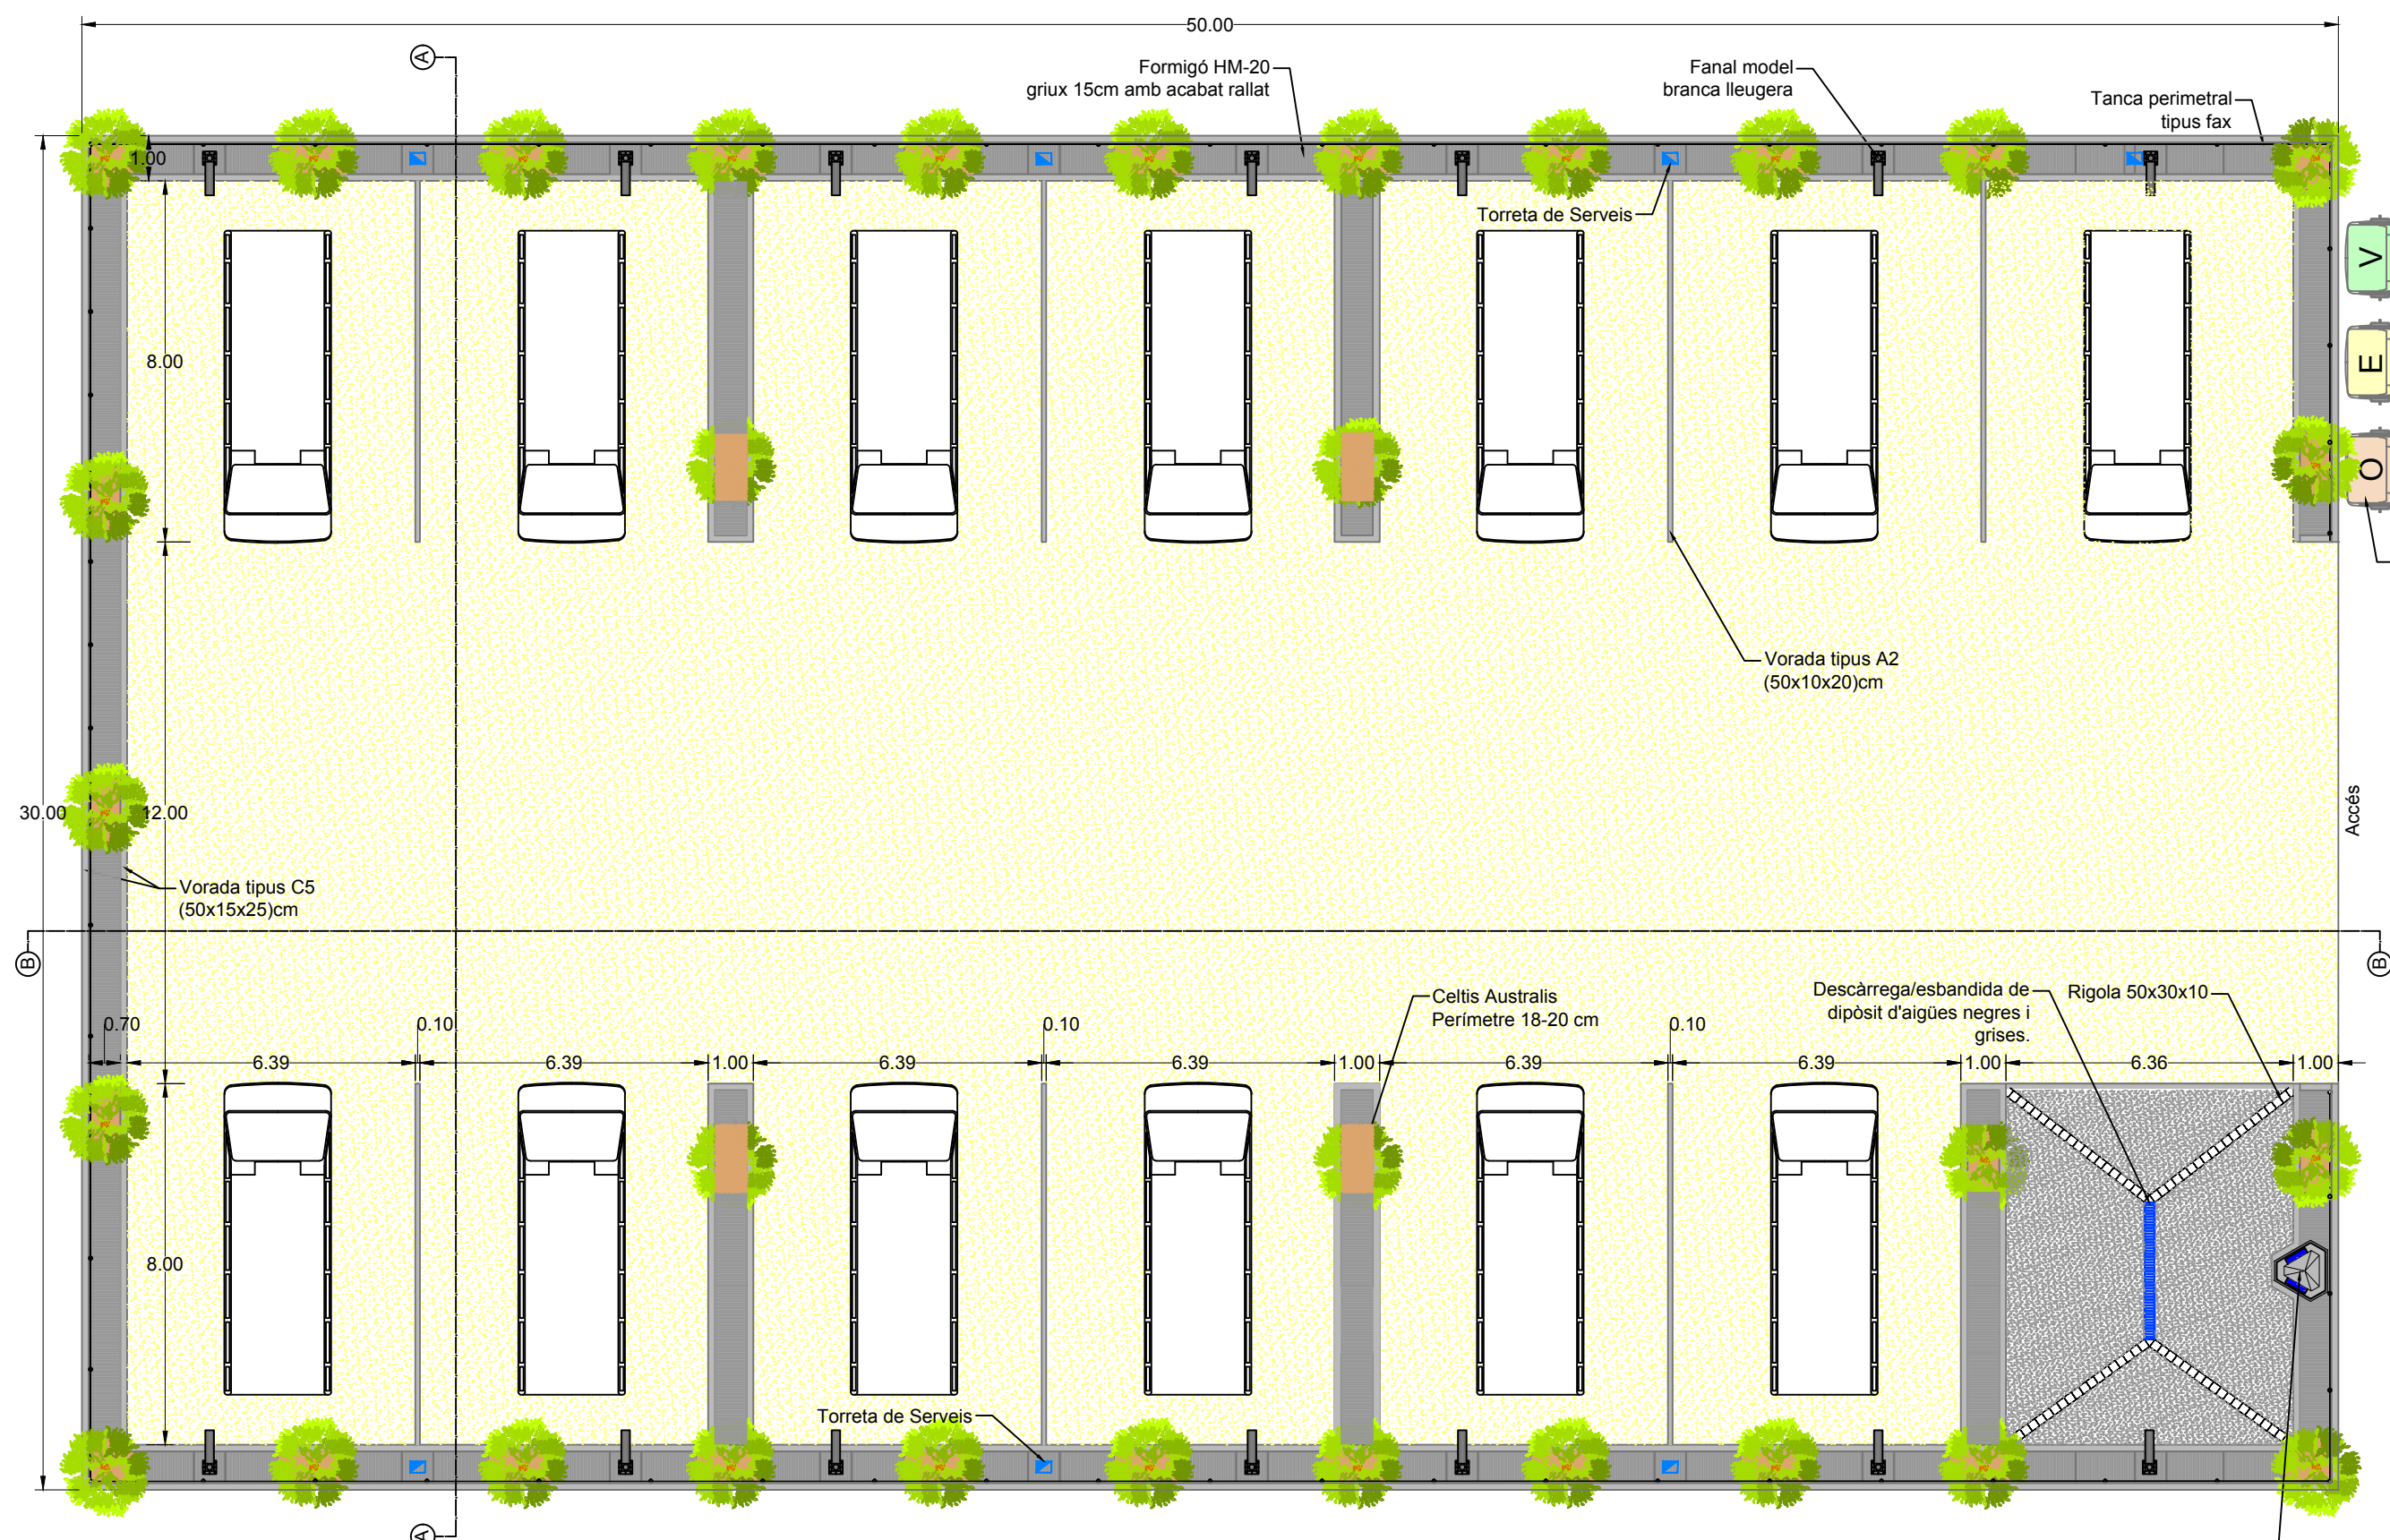 50.00
A
Formigó HM-20
griux 15cm amb acabat rallat
Fanal model
branca lleugera
Tanca perimetral
tipus fax
1.00
Torreta de Serveis
V
8.00
E
O
Vorada tipus A2
(50x10x20)cm
30.00
12.00
Accés
Vorada tipus C5
(50x15x25)cm
B
B
Celtis Australis
Perímetre 18-20 cm
Descàrrega/esbandida de
dipòsit d'aigües negres i
grises.
Rigola 50x30x10
0.70
0.10
0.10
0.10
6.39
6.39
1.00
6.39
6.39
1.00
6.39
6.39
1.00
6.36
1.00
8.00
Torreta de Serveis
A